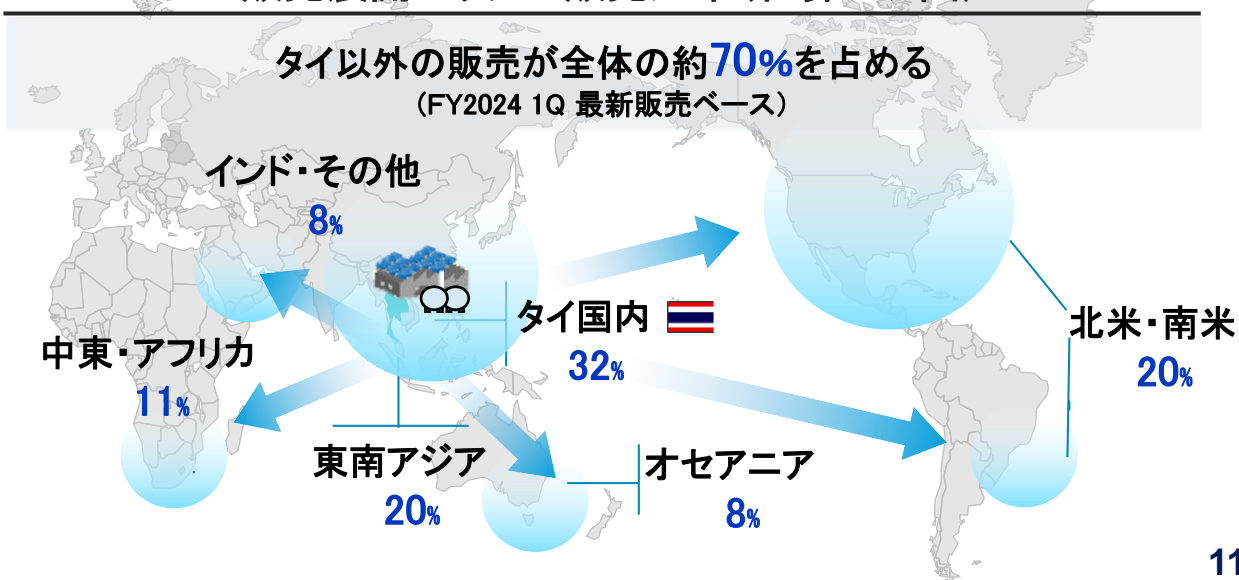 タイ以外の販売が全体の約70%を占める
(FY2024 1Q 最新販売ベース)
インド・その他
8%
タイ国内
32%
北米・南米
20%
中東・アフリカ
11%
東南アジア
20%
オセアニア
8%
11